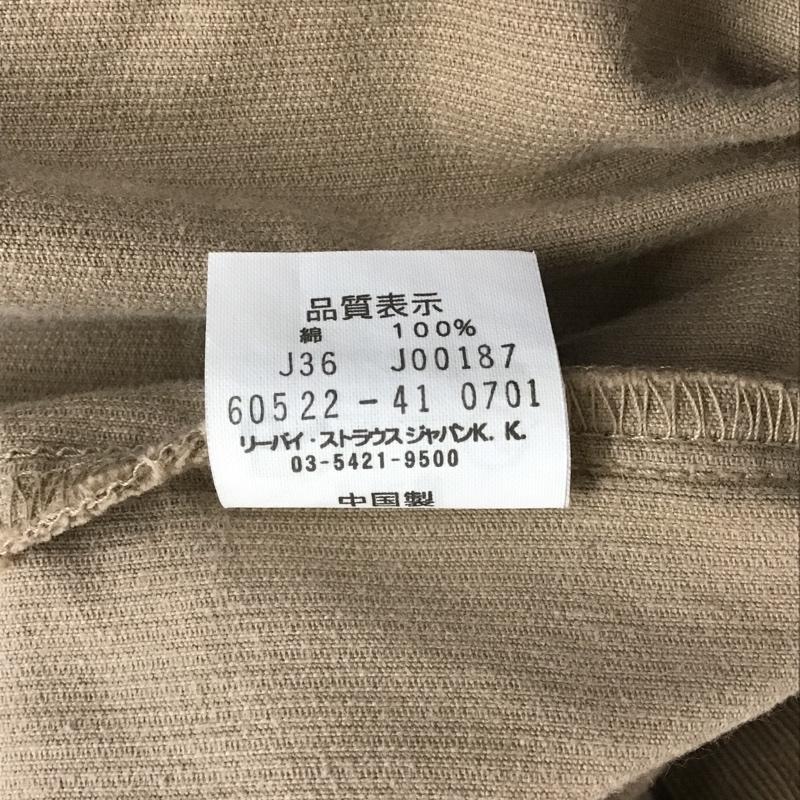 品質表示
綿 100%
J36 J00187
60522-41 0701
リーバイ・ストラウスジャパンK.K.
03-5421-9500
中国製